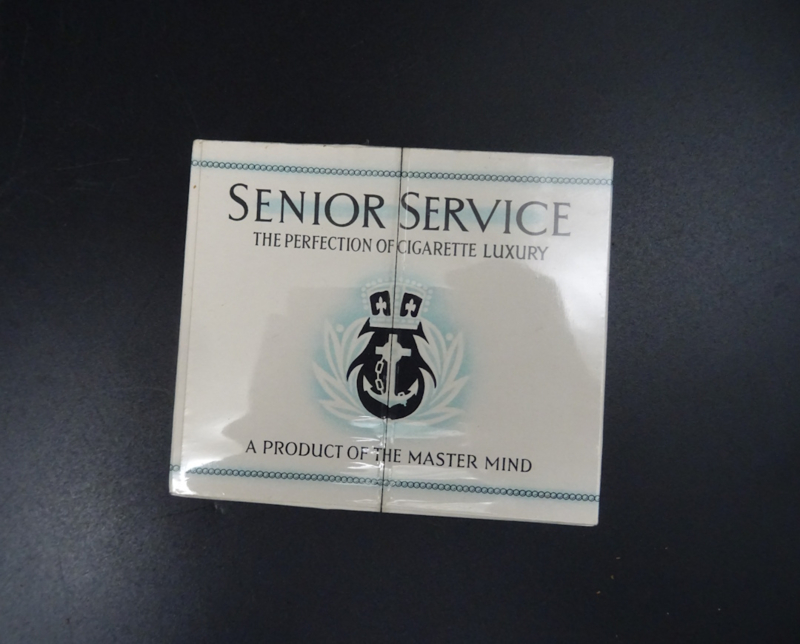 SENIOR SERVICE
THE PERFECTION OF CIGARETTE LUXURY
A PRODUCT OF THE MASTER MIND